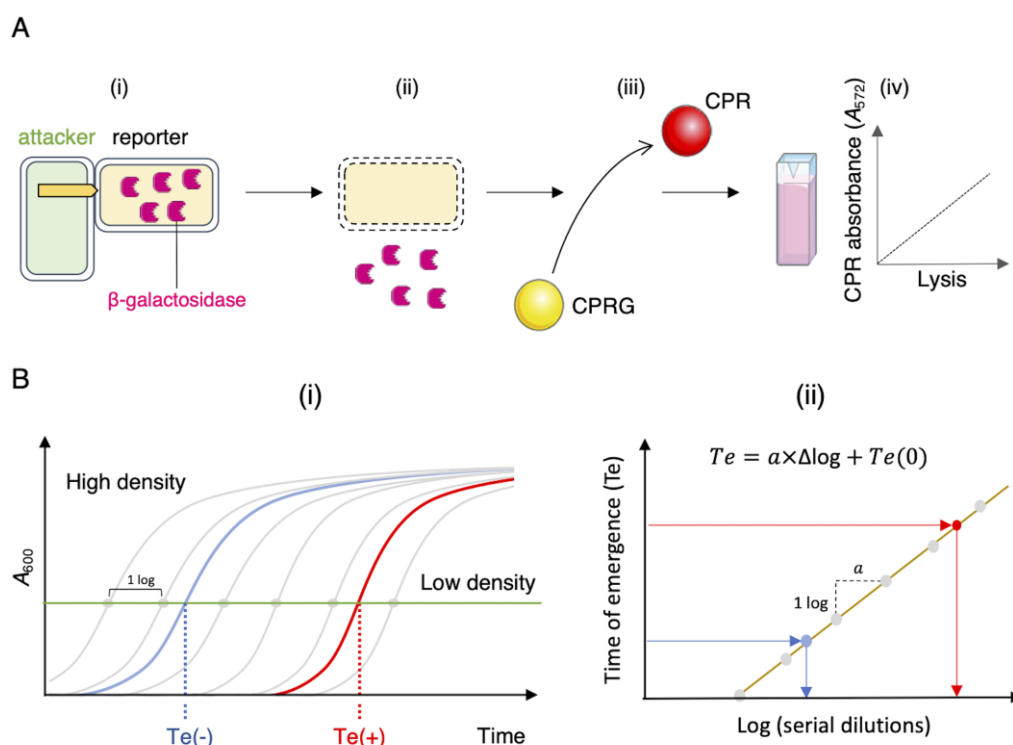 A
(i)
(ii)
(iii)
(iv)
attacker
reporter
β-galactosidase
CPRG
CPR
CPR absorbance (A572)
Lysis
B
(i)
High density
1 log
Low density
A600
Te(-)
Te(+)
Time
(ii)
Te = a×Δlog + Te(0)
Time of emergence (Te)
1 log
a
Log (serial dilutions)